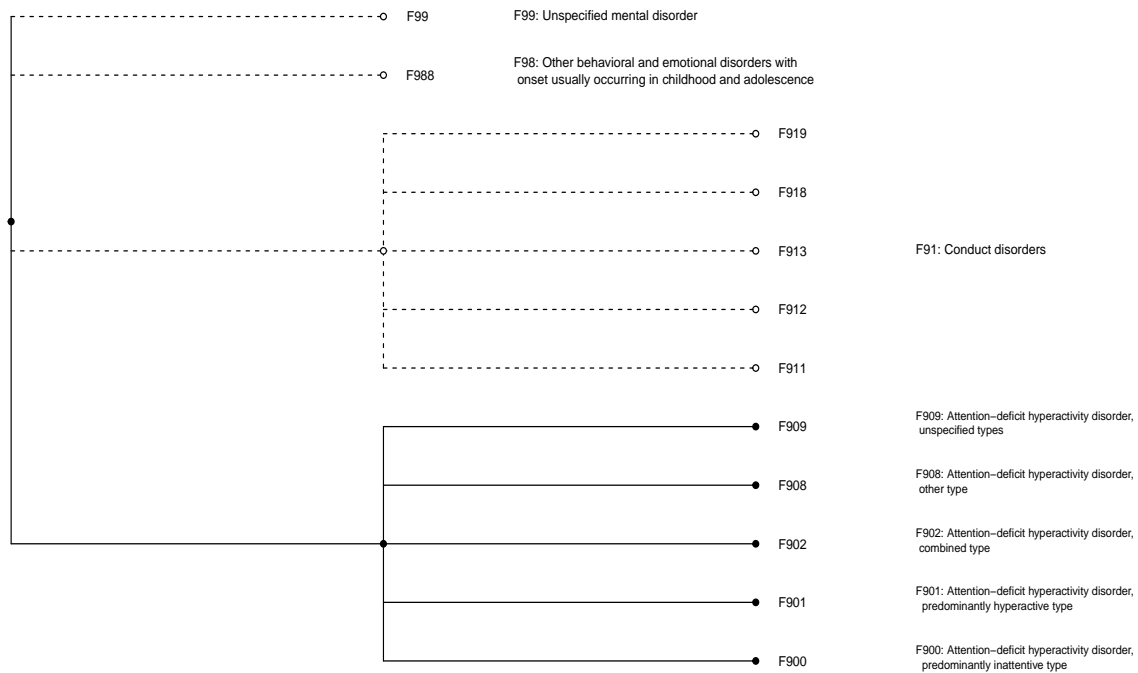 F99 F99: Unspecified mental disorder
F98: Other behavioral and emotional disorders with
F988
onset usually occurring in childhood and adolescence
F919
F918
F913 F91: Conduct disorders
F912
F911
F909: Attention−deficit hyperactivity disorder,
F909
unspecified types
F908: Attention−deficit hyperactivity disorder,
F908
other type
F902: Attention−deficit hyperactivity disorder,
F902
combined type
F901: Attention−deficit hyperactivity disorder,
F901
predominantly hyperactive type
F900: Attention−deficit hyperactivity disorder,
F900
predominantly inattentive type